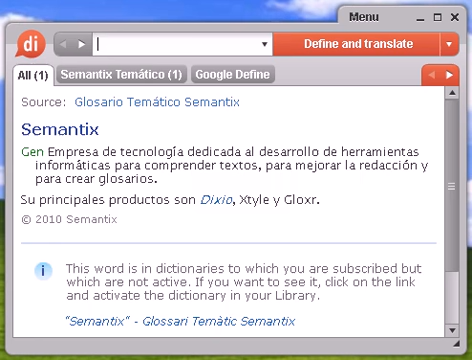 Menu
di
Define and translate
All (1) Semantix Temático (1) Google Define
Source: Glosario Temático Semantix
Semantix
Gen Empresa de tecnología dedicada al desarrollo de herramientas
informáticas para comprender textos, para mejorar la redacción y
para crear glosarios.
Su principales productos son Dixio, Xtyle y Gloxr.
© 2010 Semantix
i
This word is in dictionaries to which you are subscribed but
which are not active. If you want to see it, click on the link
and activate the dictionary in your Library.
"Semantix" - Glossari Temàtic Semantix